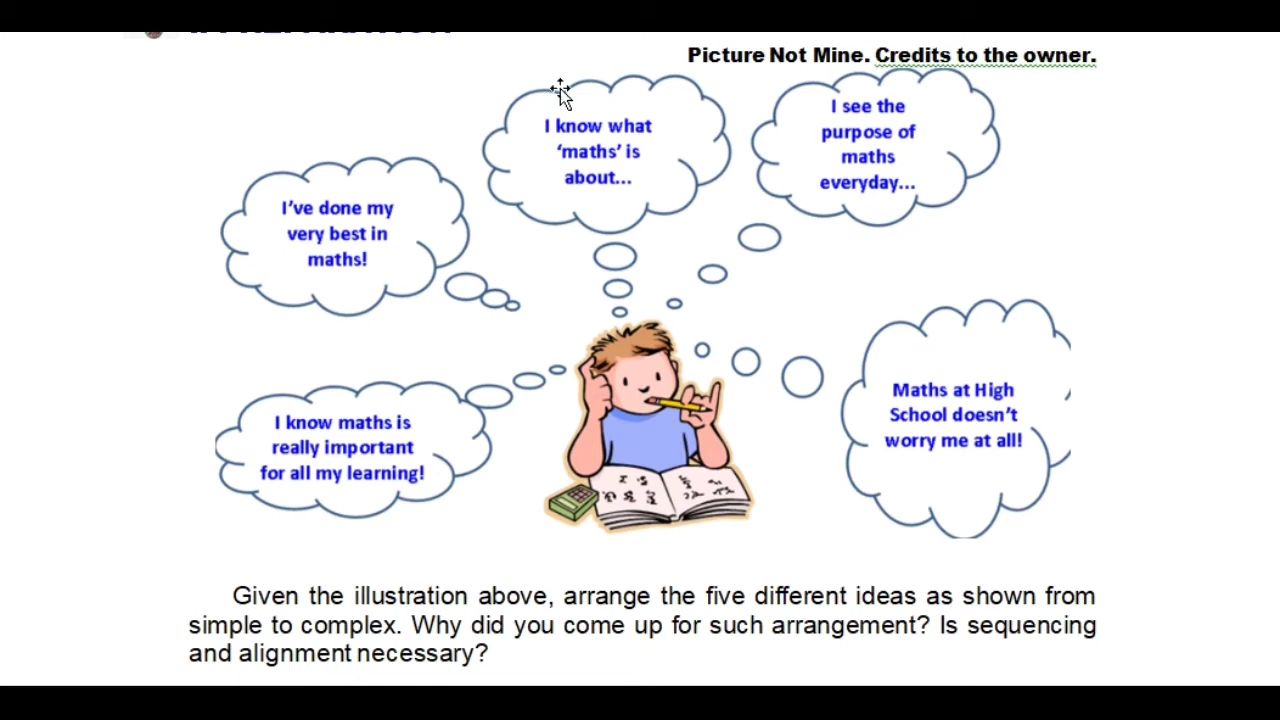 Picture Not Mine. Credits to the owner.
I know what
‘maths’ is
about...
I see the
purpose of
maths
everyday...
I’ve done my
very best in
maths!
I know maths is
really important
for all my learning!
Maths at High
School doesn’t
worry me at all!
Given the illustration above, arrange the five different ideas as shown from
simple to complex. Why did you come up for such arrangement? Is sequencing
and alignment necessary?